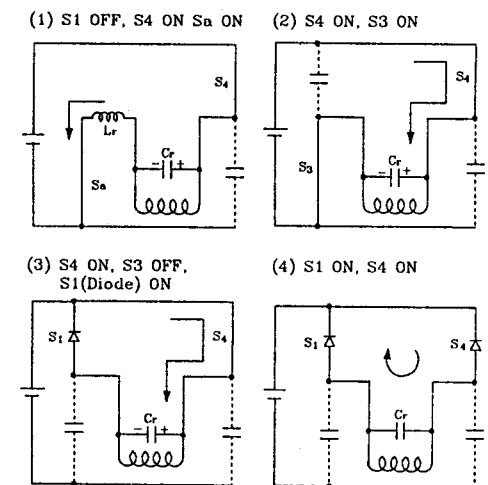 (1) S1 OFF, S4 ON Sa ON
(2) S4 ON, S3 ON
S4
Lr
Sa
Cr
- +
S4
S3
Cr
- +
(3) S4 ON, S3 OFF,
S1(Diode) ON
(4) S1 ON, S4 ON
S1
S4
Cr
- +
S1
S4
Cr